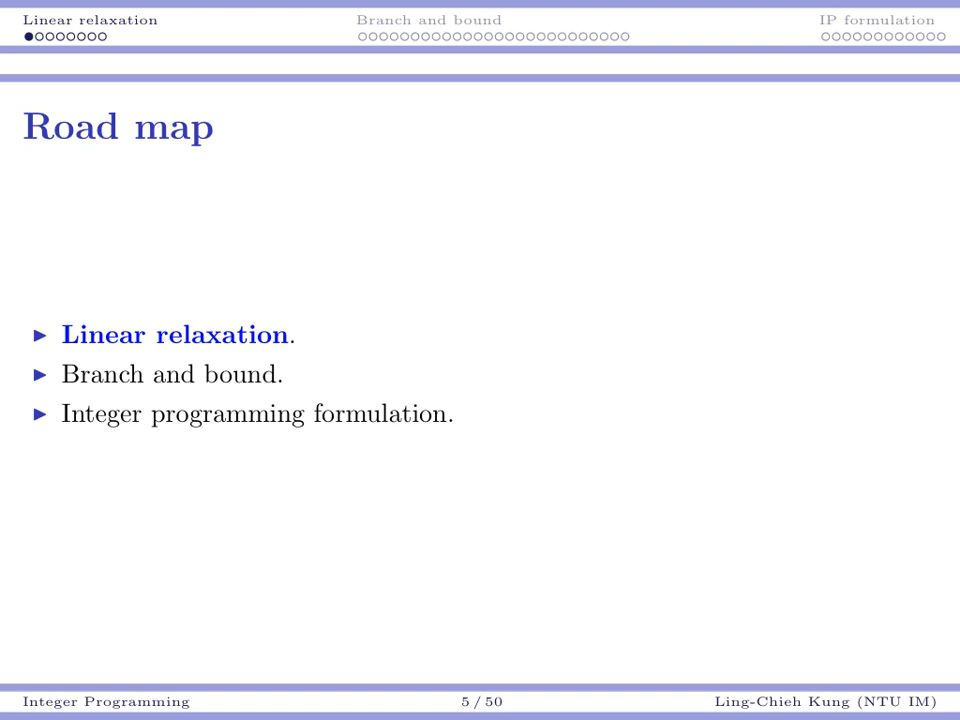 Linear relaxation
Branch and bound
IP formulation
Road map
Linear relaxation.
Branch and bound.
Integer programming formulation.
Integer Programming
5 / 50
Ling-Chieh Kung (NTU IM)